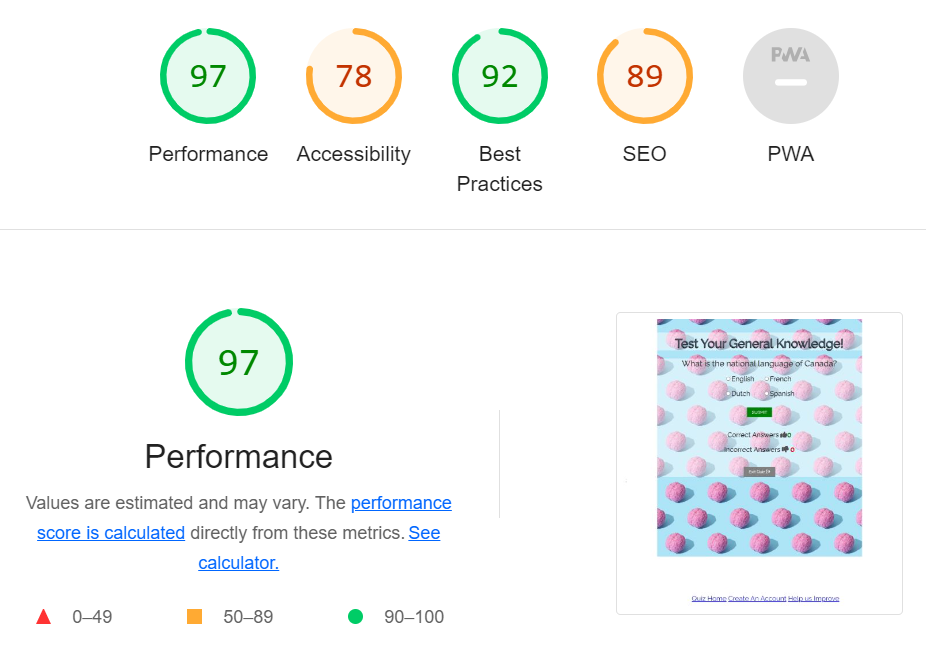 97
78
92
89
PWA
Performance
Accessibility
Best
Practices
SEO
PWA
97
Performance
Values are estimated and may vary. The performance
score is calculated directly from these metrics. See
calculator.
0–49
50–89
90–100
Test Your General Knowledge!
What is the national language of Canada?
English French
Dutch Spanish
Correct Answers 0
Incorrect Answers 0
Quiz Home Create An Account Help us Improve